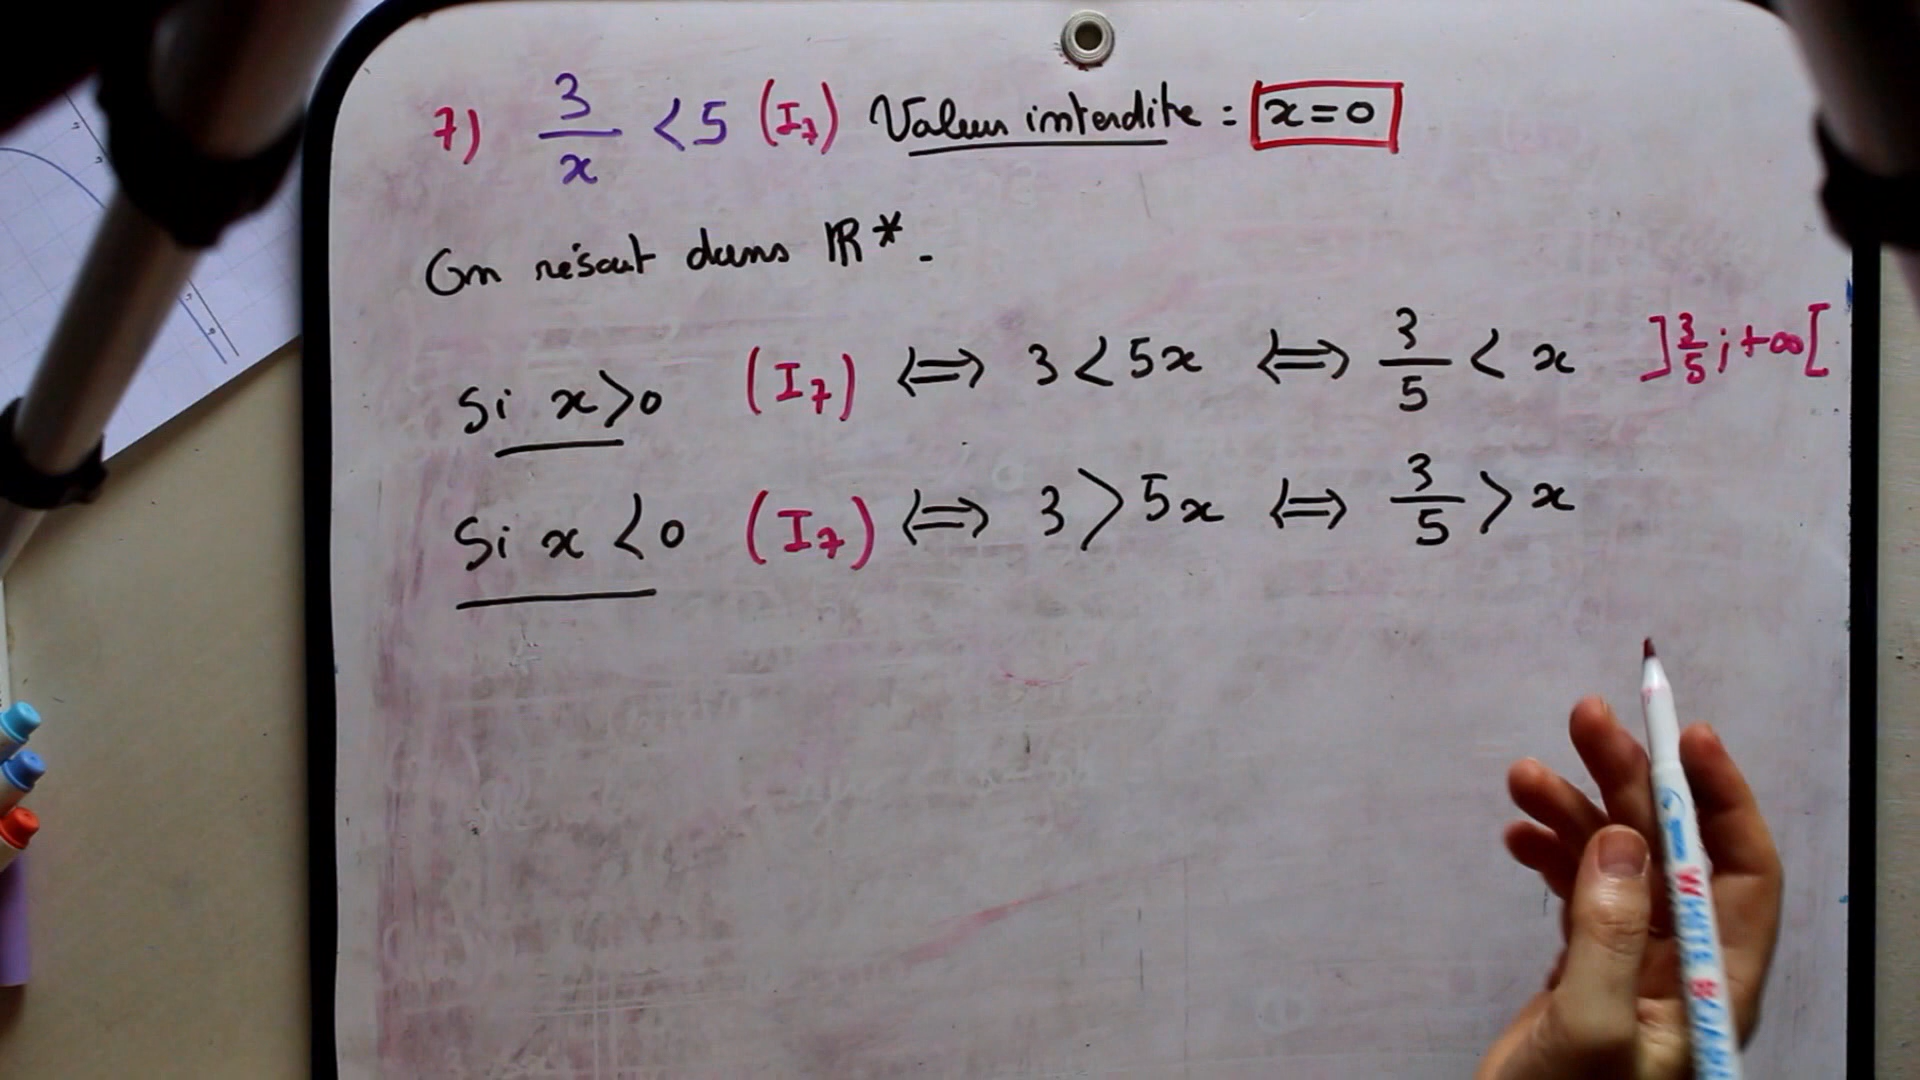 7) 3/x < 5 (I7) Valeur interdite : x=0
On résout dans ℝ*.
Si x>0 (I7) ⟺ 3 < 5x ⟺ 3/5 < x ]3/5;+∞[
Si x<0 (I7) ⟺ 3 > 5x ⟺ 3/5 > x